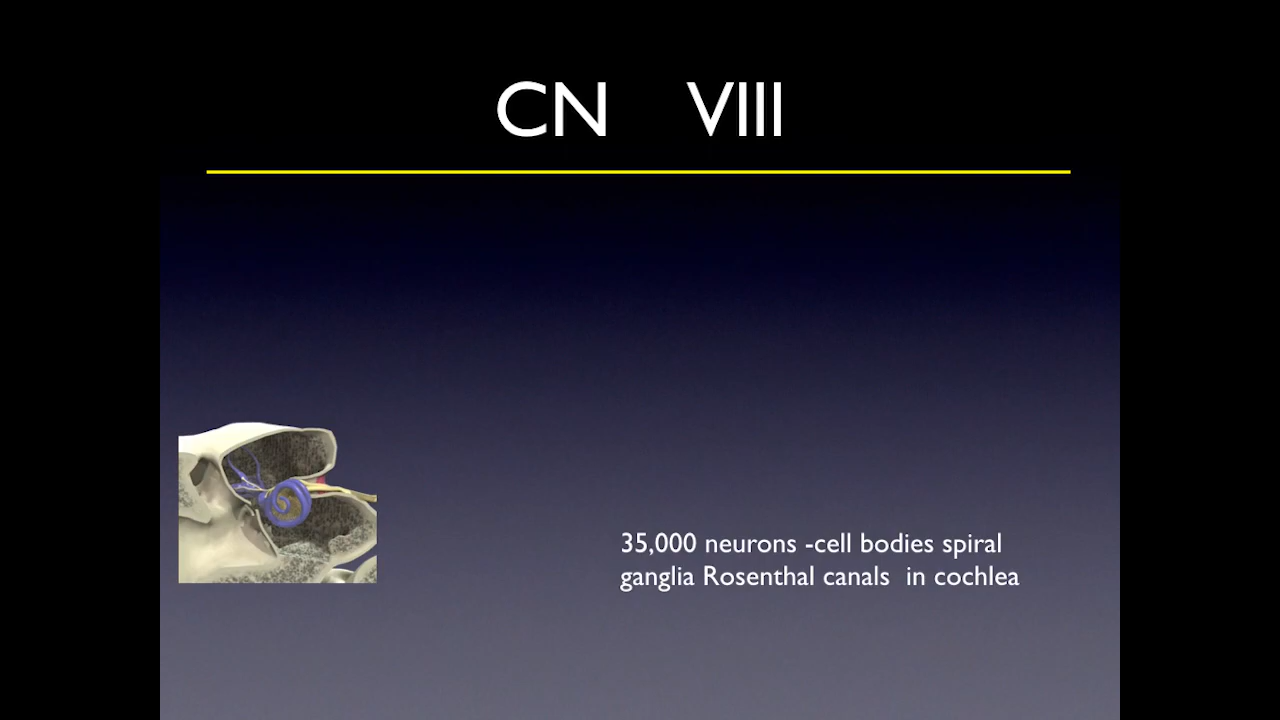 CN VIII
35,000 neurons -cell bodies spiral
ganglia Rosenthal canals in cochlea